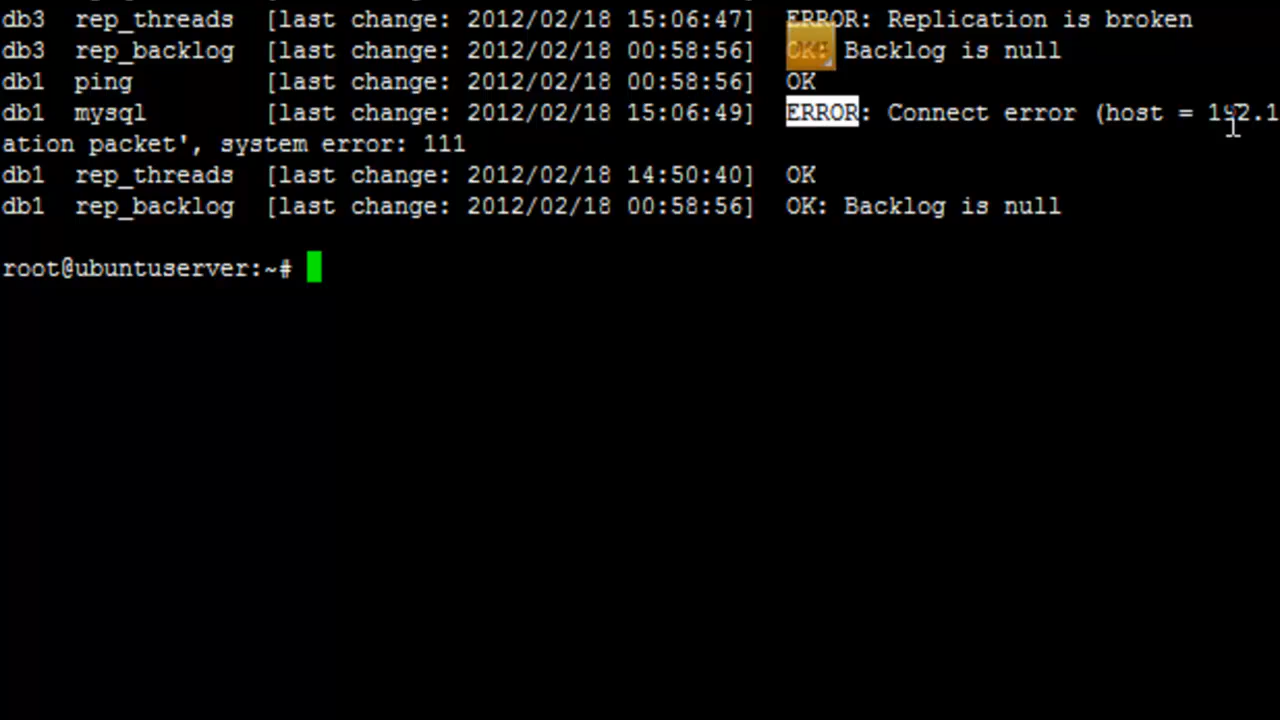 db3 rep_threads [last change: 2012/02/18 15:06:47] ERROR: Replication is broken
db3 rep_backlog [last change: 2012/02/18 00:58:56] OK: Backlog is null
db1 ping [last change: 2012/02/18 00:58:56] OK
db1 mysql [last change: 2012/02/18 15:06:49] ERROR: Connect error (host = 192.1
ation packet', system error: 111
db1 rep_threads [last change: 2012/02/18 14:50:40] OK
db1 rep_backlog [last change: 2012/02/18 00:58:56] OK: Backlog is null
root@ubuntuserver:~#